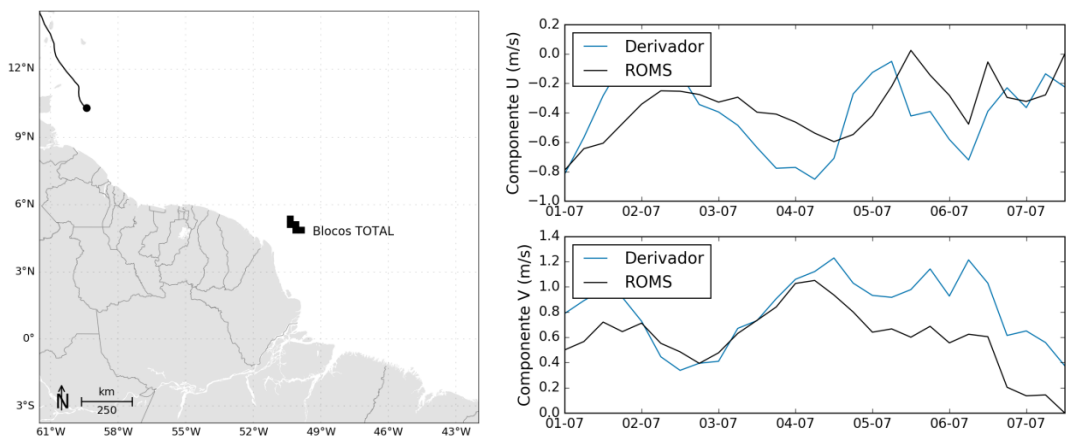 12°N
9°N
6°N
3°N
0°
3°S
61°W 58°W 55°W 52°W 49°W 46°W 43°W
Blocos TOTAL
N
km
250
Componente U (m/s)
0.2
0.0
−0.2
−0.4
−0.6
−0.8
−1.0
Derivador
ROMS
01-07 02-07 03-07 04-07 05-07 06-07 07-07
Componente V (m/s)
1.4
1.2
1.0
0.8
0.6
0.4
0.2
0.0
Derivador
ROMS
01-07 02-07 03-07 04-07 05-07 06-07 07-07